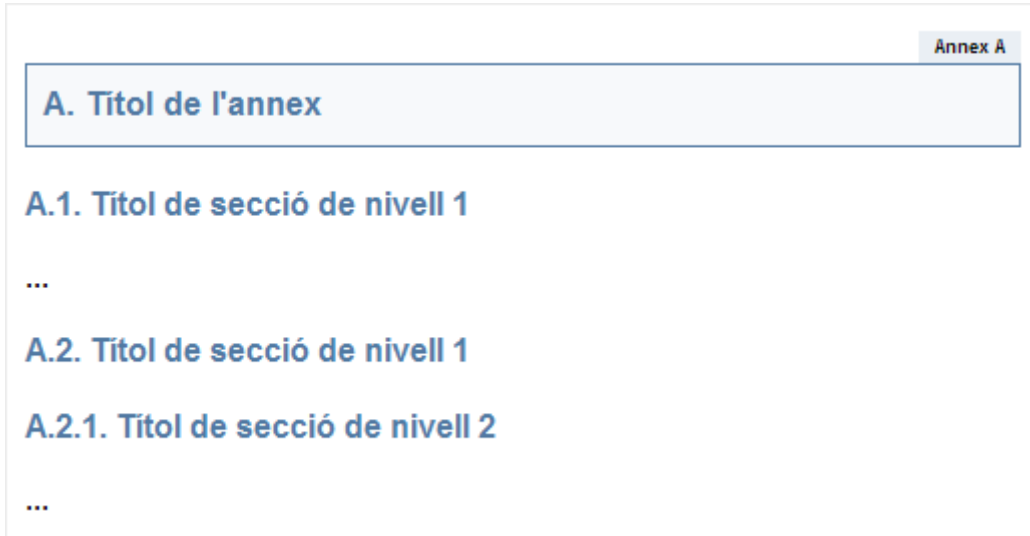 Annex A
A. Títol de l'annex
A.1. Títol de secció de nivell 1
...
A.2. Títol de secció de nivell 1
A.2.1. Títol de secció de nivell 2
...